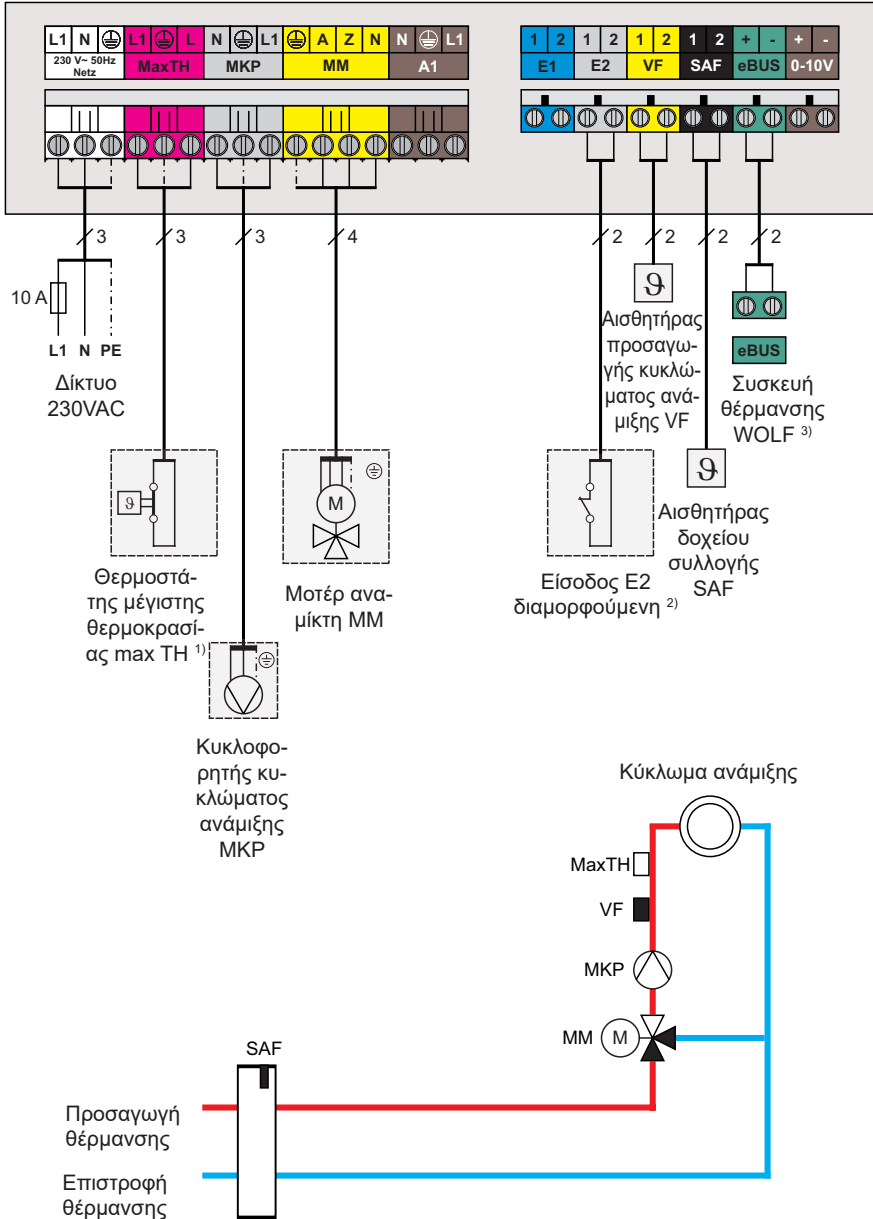 L1 N L1 L N L1 A Z N N L1
230 V~ 50Hz
Netz
MaxTH MKP MM A1
1 2 1 2 1 2 1 2 + - + -
E1 E2 VF SAF eBUS 0-10V
3 3 3 4 2 2 2 2
10 A
L1 N PE
Δίκτυο
230VAC
ϑ
Θερμοστά-
της μέγιστης
θερμοκρασί-
ας max TH 1)
Κυκλοφο-
ρητής κυ-
κλώματος
ανάμιξης
MKP
M
Μοτέρ ανα-
μίκτη MM
Είσοδος E2
διαμορφούμενη 2)
ϑ
Αισθητήρας
προσαγω-
γής κυκλώ-
ματος ανά-
μιξης VF
ϑ
Αισθητήρας
δοχείου
συλλογής
SAF
eBUS
Συσκευή
θέρμανσης
WOLF 3)
Κύκλωμα ανάμιξης
MaxTH
VF
MKP
MM M
SAF
Προσαγωγή
θέρμανσης
Επιστροφή
θέρμανσης